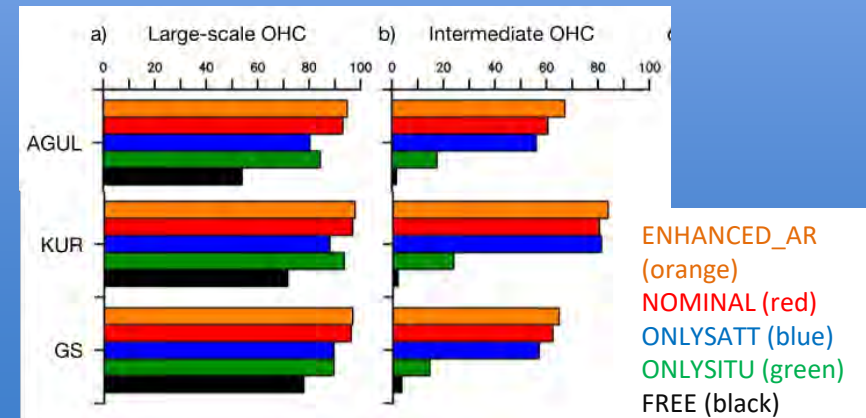 a) Large-scale OHC
b) Intermediate OHC
0 20 40 60 80 100
0 20 40 60 80 100
AGUL
KUR
GS
ENHANCED_AR
(orange)
NOMINAL (red)
ONLYSATT (blue)
ONLYSITU (green)
FREE (black)